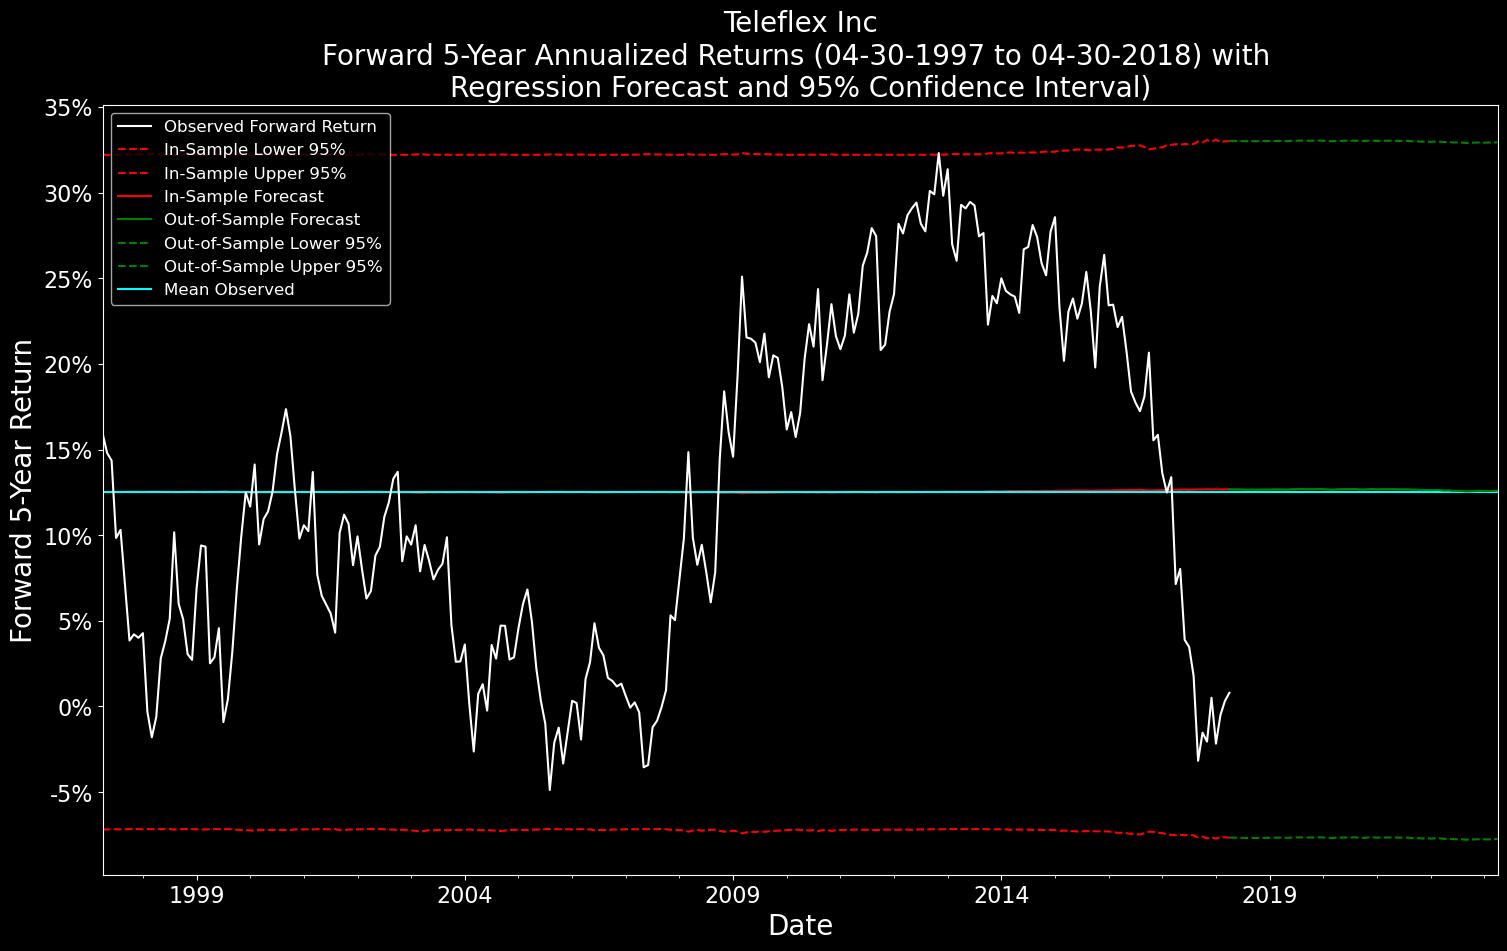 Teleflex Inc
Forward 5-Year Annualized Returns (04-30-1997 to 04-30-2018) with
Regression Forecast and 95% Confidence Interval)
Observed Forward Return
In-Sample Lower 95%
In-Sample Upper 95%
In-Sample Forecast
Out-of-Sample Forecast
Out-of-Sample Lower 95%
Out-of-Sample Upper 95%
Mean Observed
Forward 5-Year Return
35%
30%
25%
20%
15%
10%
5%
0%
-5%
1999
2004
2009
2014
2019
Date